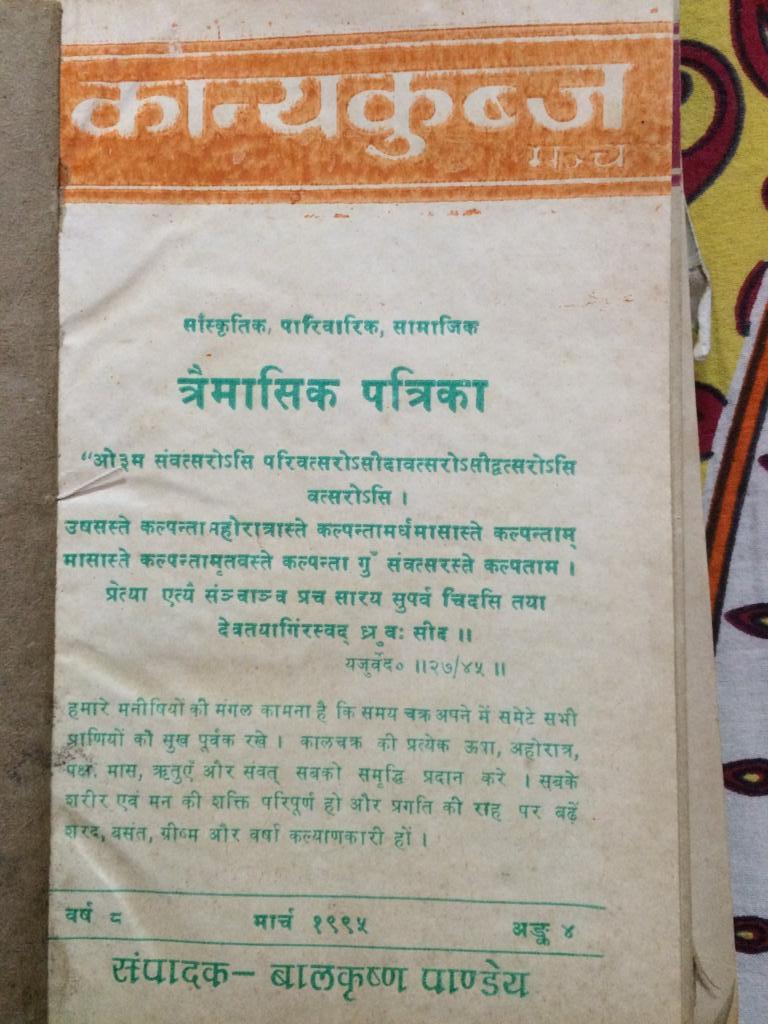 कान्यकुब्ज
मञ्च
साँस्कृतिक, पारिवारिक, सामाजिक
त्रैमासिक पत्रिका
“ओ३म संवत्सरोऽसि परिवत्सरोऽसीदावत्सरोऽसीद्वत्सरोऽसि
वत्सरोऽसि ।
उषसस्ते कल्पन्तामहोरात्रास्ते कल्पन्तामर्धमासास्ते कल्पन्ताम्
मासास्ते कल्पन्तामृतवस्ते कल्पन्ता गुँ संवत्सरस्ते कल्पताम ।
प्रेत्या एत्यै संञ्चाञ्च प्रच सारय सुपर्व चिदसि तया
देवतयागिंरस्वद् ध्रुवः सीद ॥
यजुर्वेद० ॥२७/४५ ॥
हमारे मनीषियों की मंगल कामना है कि समय चक्र अपने में समेटे सभी
प्राणियों को सुख पूर्वक रखे । कालचक्र की प्रत्येक ऊषा, अहोरात्र,
पक्ष, मास, ऋतुएँ और संवत् सबको समृद्धि प्रदान करे । सबके
शरीर एवं मन की शक्ति परिपूर्ण हो और प्रगति की राह पर बढ़ें
शरद, बसंत, ग्रीष्म और वर्षा कल्याणकारी हों ।
वर्ष ८ मार्च १९९५ अङ्क ४
संपादक– बालकृष्ण पाण्डेय